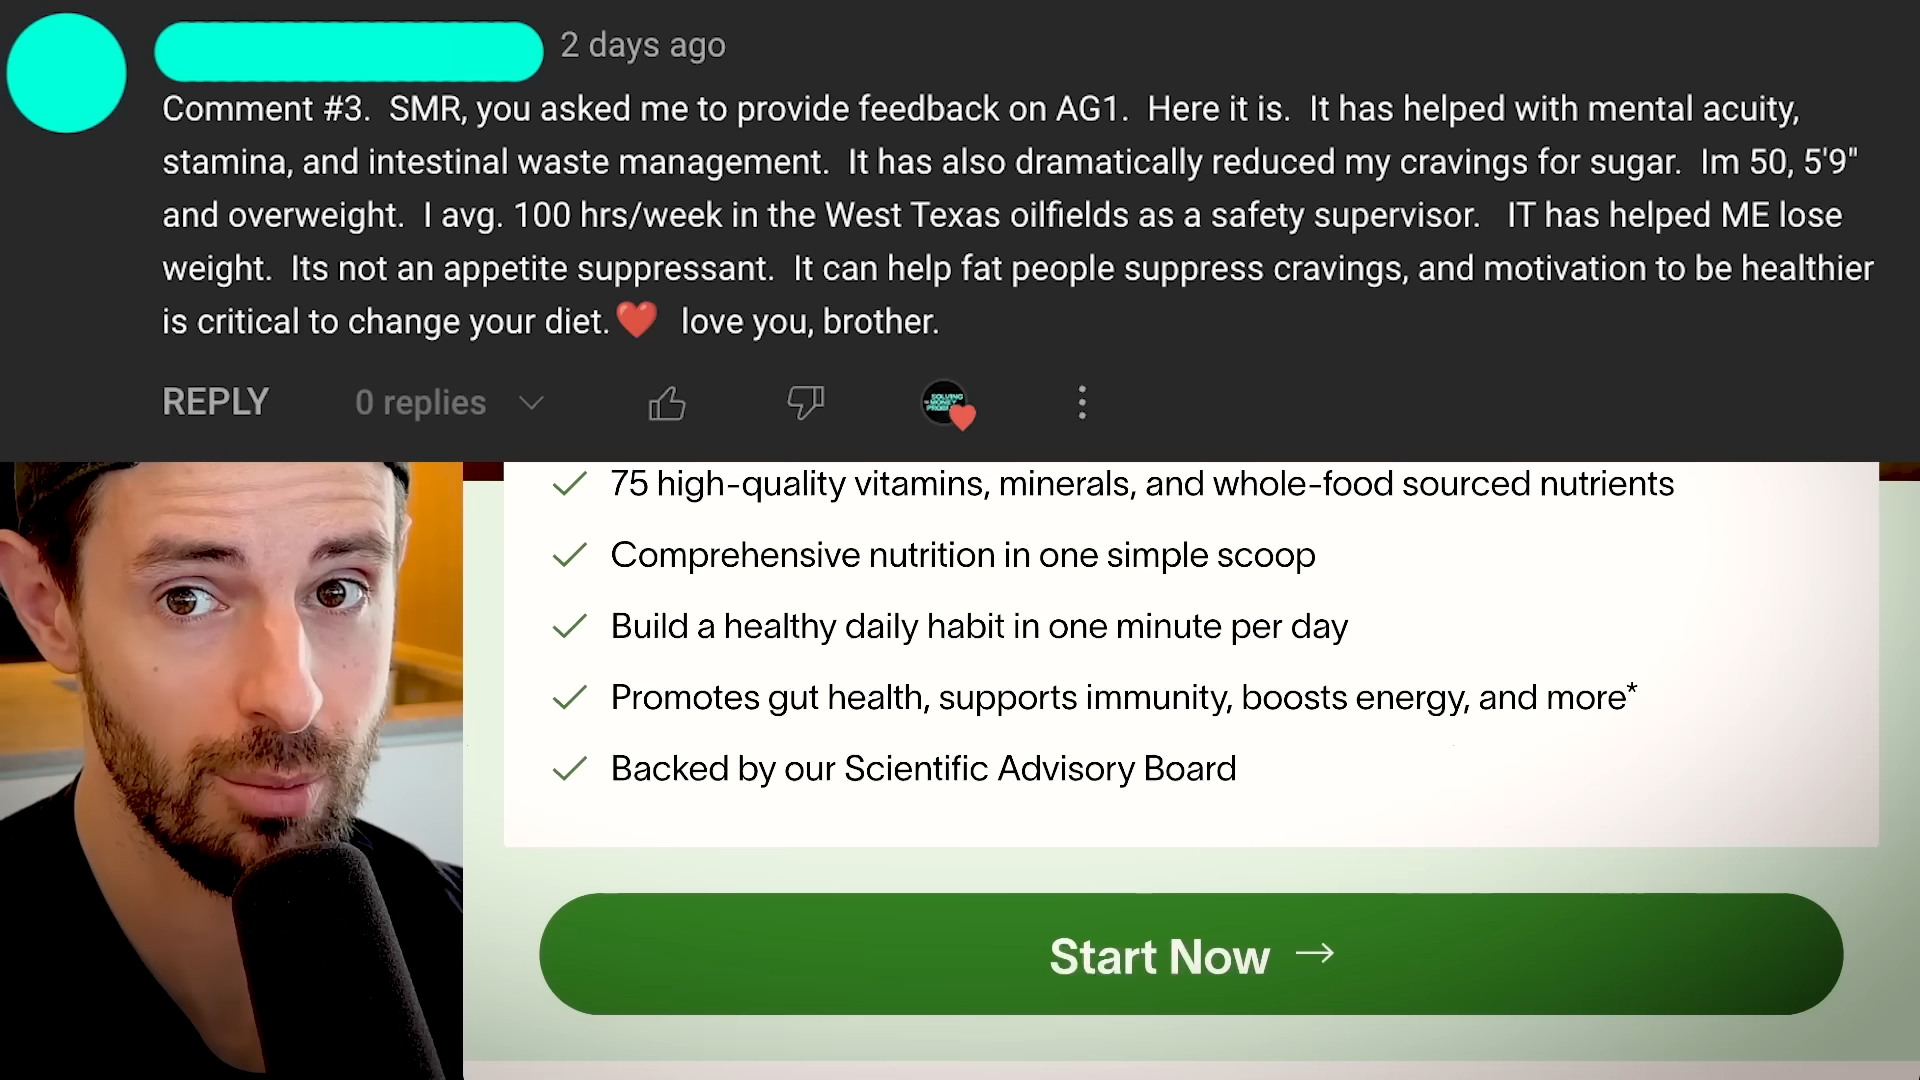 2 days ago
Comment #3.  SMR, you asked me to provide feedback on AG1.  Here it is.  It has helped with mental acuity,
stamina, and intestinal waste management.  It has also dramatically reduced my cravings for sugar.  Im 50, 5'9"
and overweight.  I avg. 100 hrs/week in the West Texas oilfields as a safety supervisor.   IT has helped ME lose
weight.  Its not an appetite suppressant.  It can help fat people suppress cravings, and motivation to be healthier
is critical to change your diet.❤️  love you, brother.
REPLY 0 replies
SOLVING
MONEY
75 high-quality vitamins, minerals, and whole-food sourced nutrients
Comprehensive nutrition in one simple scoop
Build a healthy daily habit in one minute per day
Promotes gut health, supports immunity, boosts energy, and more*
Backed by our Scientific Advisory Board
Start Now →